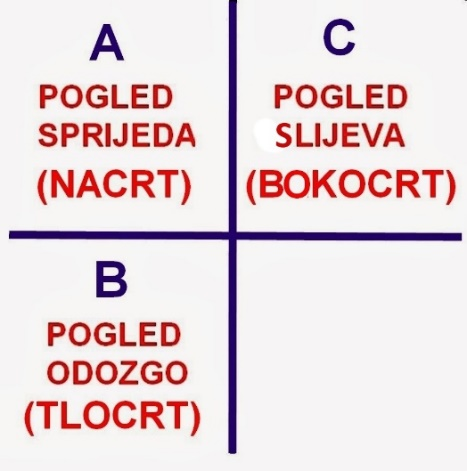 A
POGLED
SPRIJEDA
(NACRT)
C
POGLED
SLIJEVA
(BOKOCRT)
B
POGLED
ODOZGO
(TLOCRT)